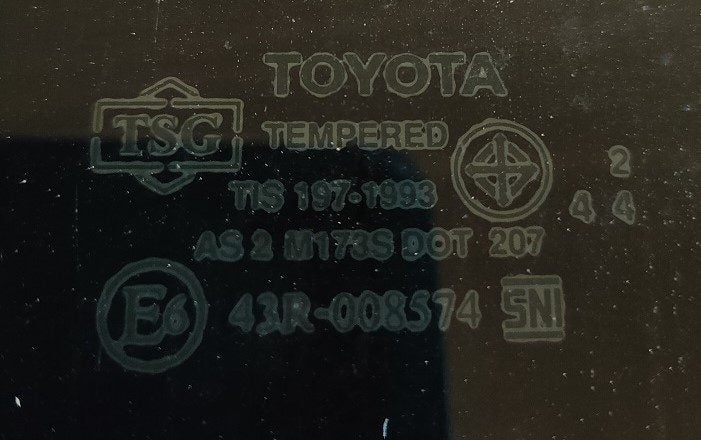 TOYOTA
TSG TEMPERED
2
TIS 197-1993 4 4
AS 2 M173S DOT 207
E6 43R-008574 SNI